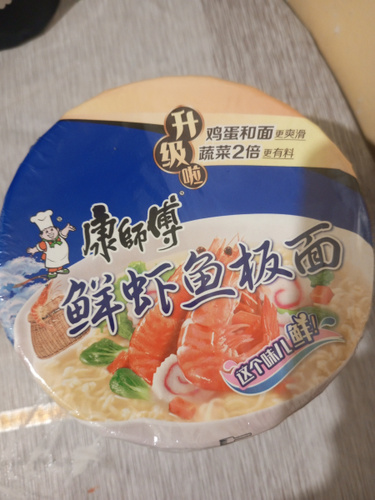 升级啦
鸡蛋和面 更爽滑
蔬菜2倍 更有料
康師傅
鲜虾鱼板面
这个味儿 鲜